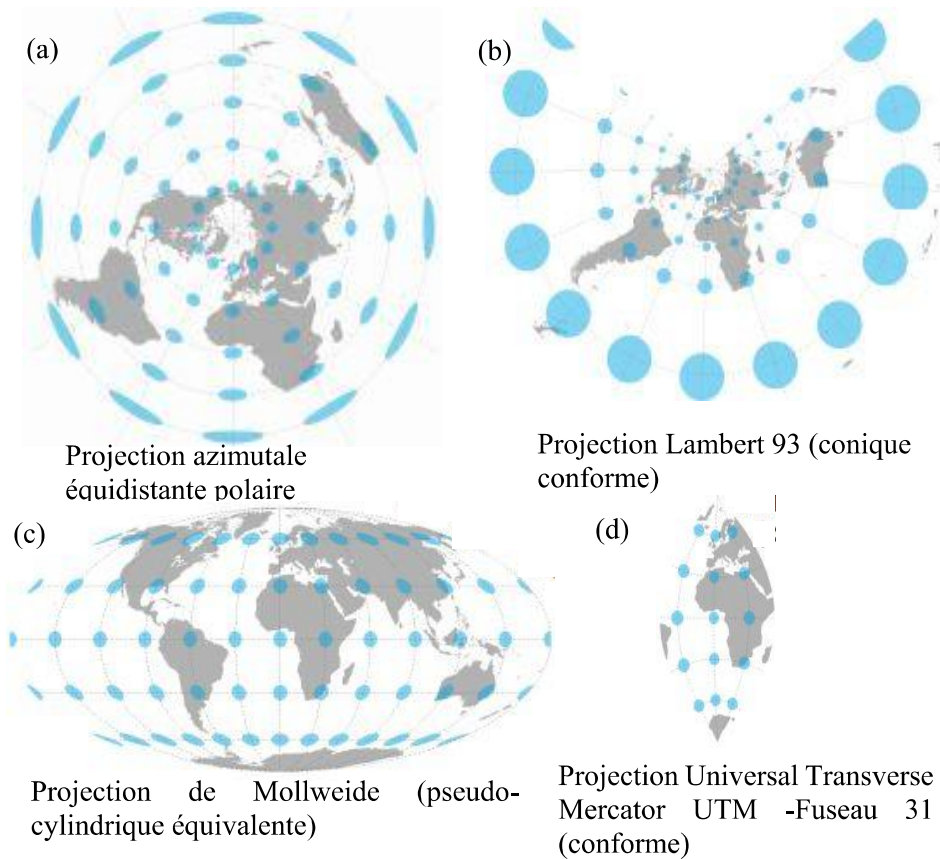 (a)
(b)
Projection azimutale
équidistante polaire
Projection Lambert 93 (conique
conforme)
(c)
(d)
Projection de Mollweide (pseudo-
cylindrique équivalente)
Projection Universal Transverse
Mercator UTM -Fuseau 31
(conforme)